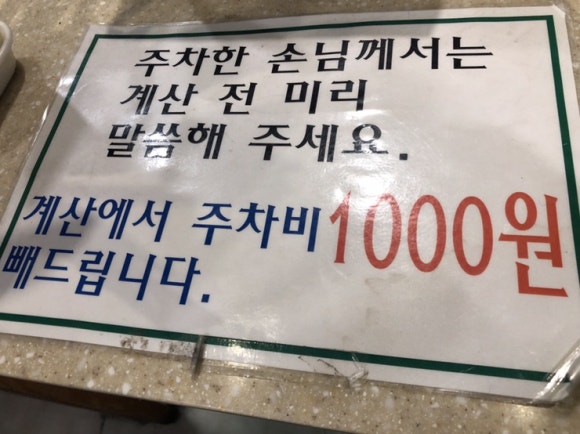 주차한 손님께서는
계산 전 미리
말씀해 주세요.
계산에서 주차비 1000원
빼드립니다.